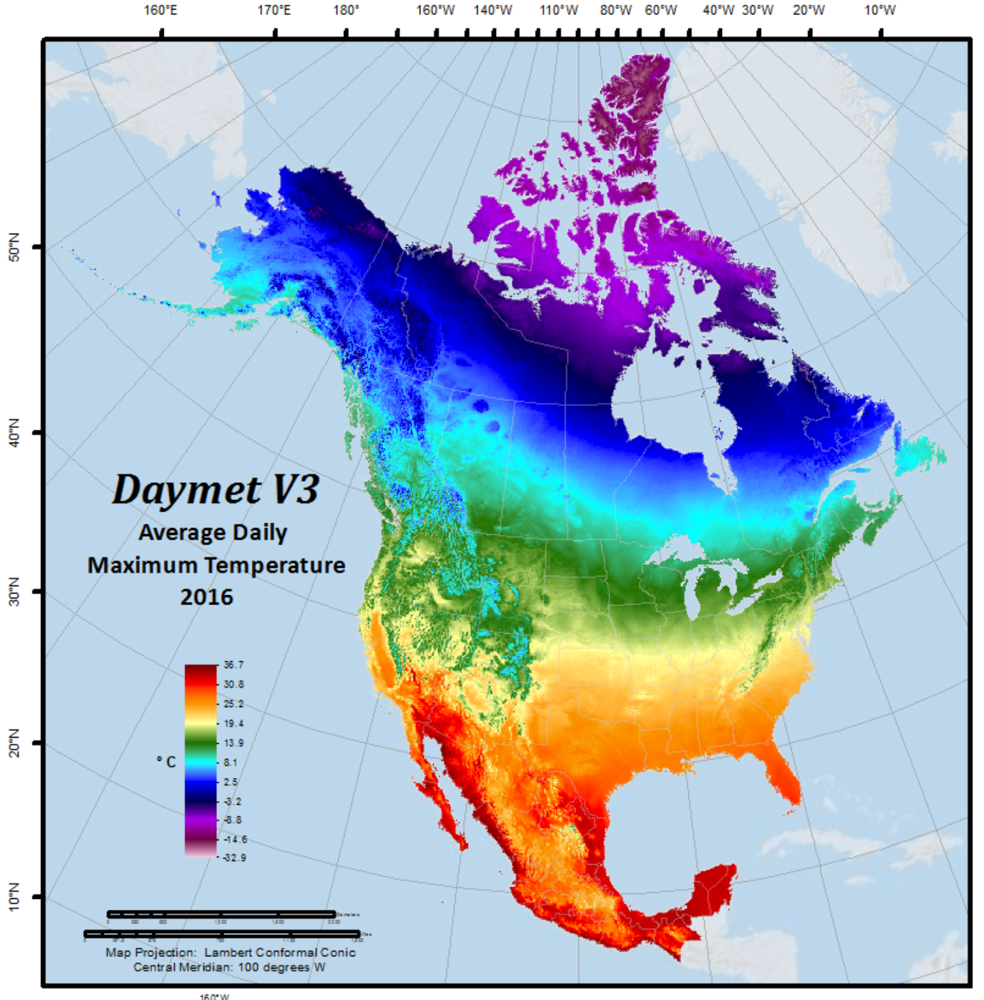 160°E 170°E 180° 160°W 140°W 110°W 80°W 60°W 40°W 30°W 20°W 10°W
50°N
40°N
30°N
20°N
10°N
Daymet V3
Average Daily
Maximum Temperature
2016
° C
36.7
30.8
25.2
19.4
13.9
8.1
2.5
-3.2
-8.8
-14.6
-32.9
Map Projection: Lambert Conformal Conic
Central Meridian: 100 degrees W
160°W